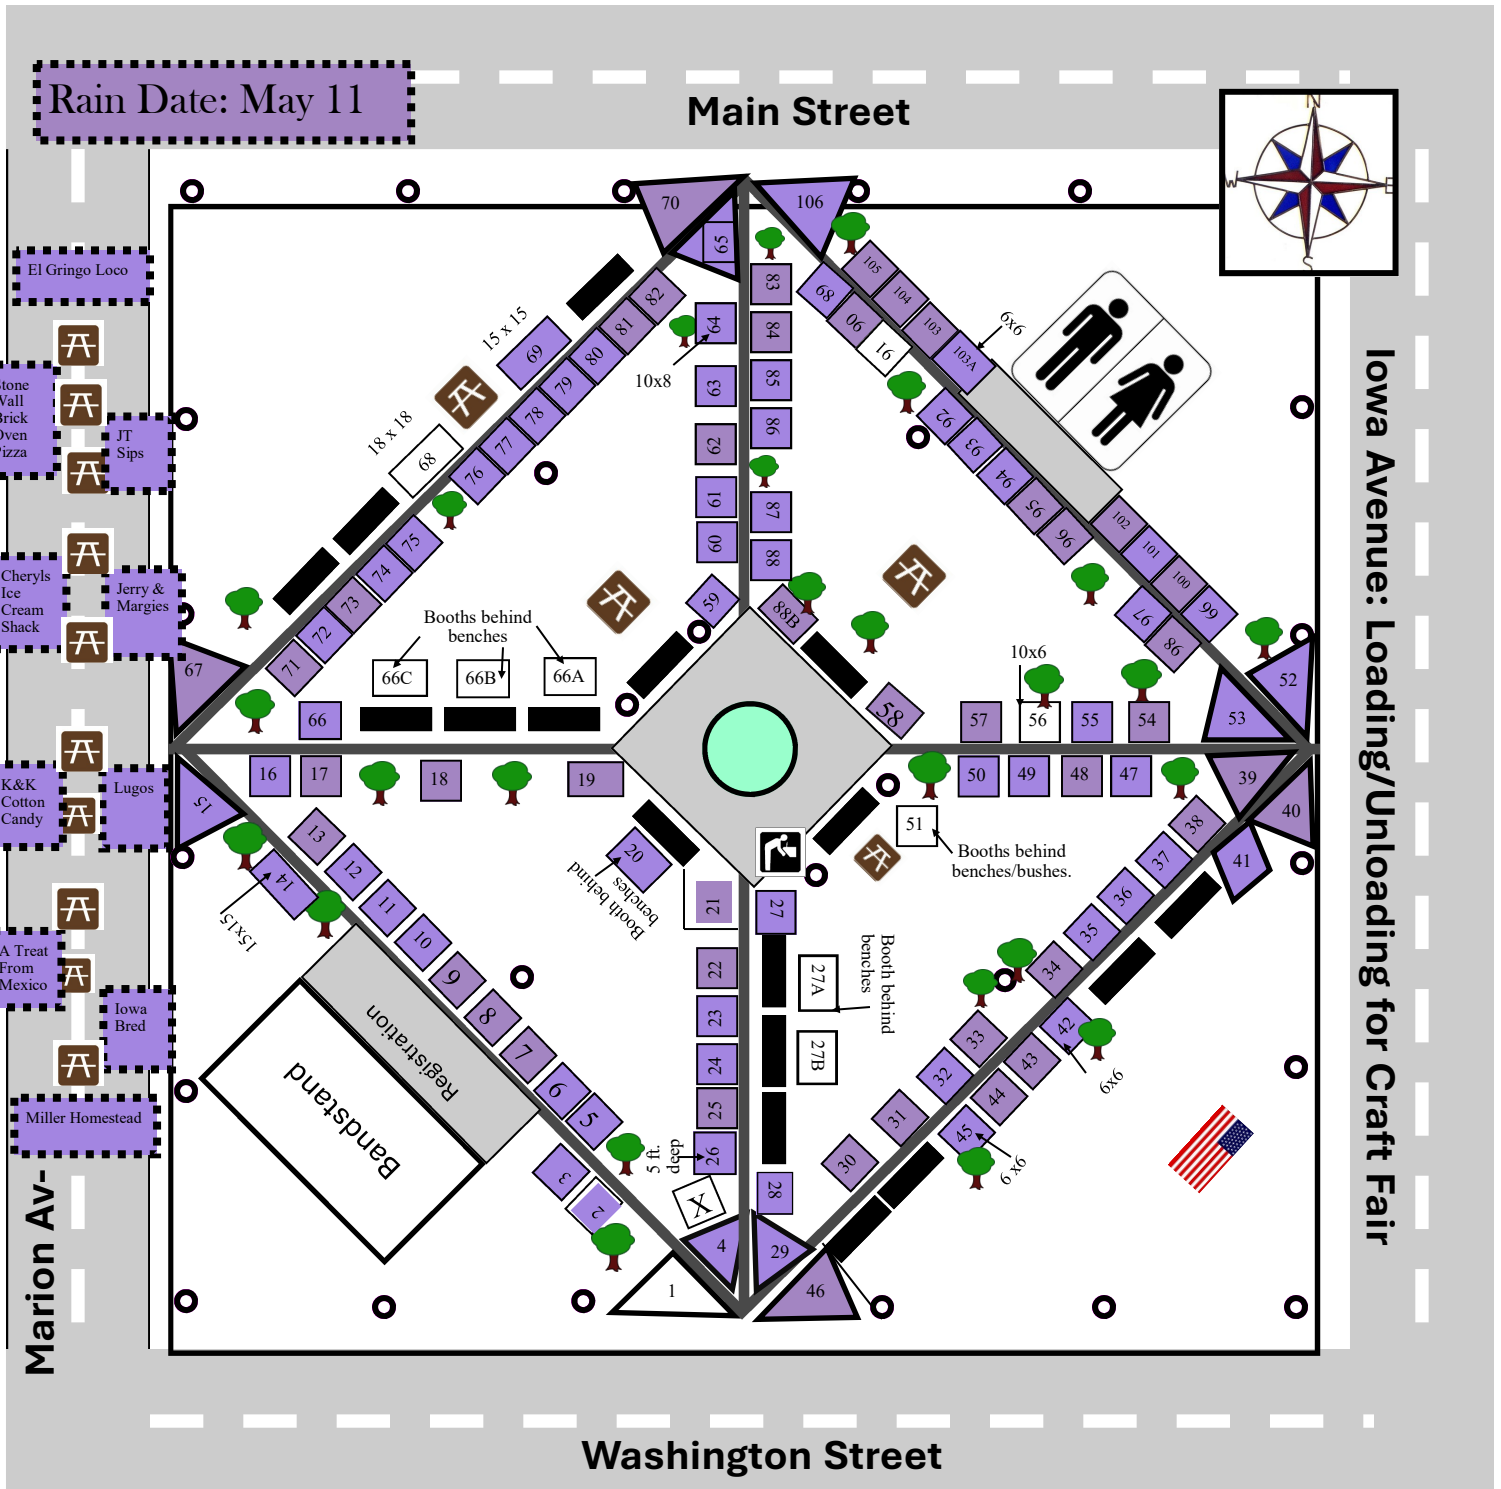 Rain Date: May 11
Main Street
N
W
E
S
El Gringo Loco
Stone
Wall
Brick
Oven
Pizza
JT
Sips
Cheryls
Ice
Cream
Shack
Jerry &
Margies
K&K
Cotton
Candy
Lugos
A Treat
From
Mexico
Iowa
Bred
Miller Homestead
Marion Av-
70
65
106
82
81
80
79
78
77
76
75
74
73
72
71
15 x 15
69
18 x 18
68
67
64
10x8
63
62
61
60
59
83
84
85
86
87
88
88B
89
90
91
92
93
94
95
96
97
98
105
104
103
103A
6x6
102
101
100
99
52
53
Booths behind
benches
66C
66B
66A
66
58
57
10x6
56
55
54
16
17
18
19
15
50
49
48
47
39
40
41
51
Booths behind
benches/bushes.
13
12
11
10
9
8
7
6
5
3
2
14
15x15
Registration
Bandstand
20
Booth behind
benches
21
22
23
24
25
26
5 ft.
deep
X
4
1
27
27A
27B
Booth behind
benches
28
29
46
38
37
36
35
34
33
32
31
30
42
6x6
43
44
45
6 x6
Iowa Avenue: Loading/Unloading for Craft Fair
Washington Street